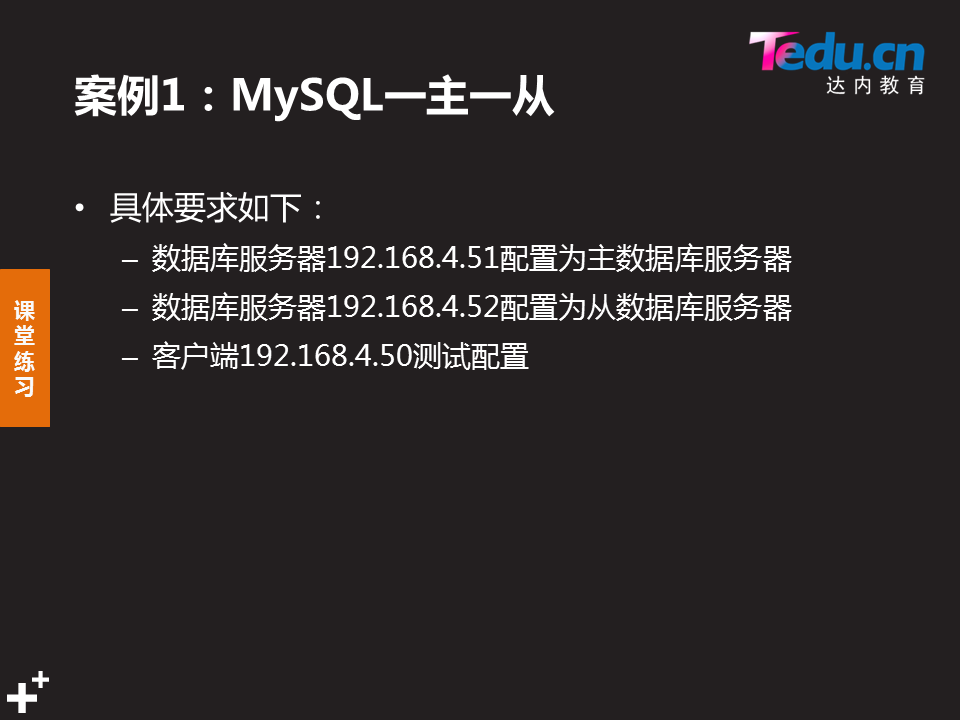 Tedu.cn
达内教育
案例1：MySQL一主一从
• 具体要求如下：
– 数据库服务器192.168.4.51配置为主数据库服务器
– 数据库服务器192.168.4.52配置为从数据库服务器
– 客户端192.168.4.50测试配置
课
堂
练
习